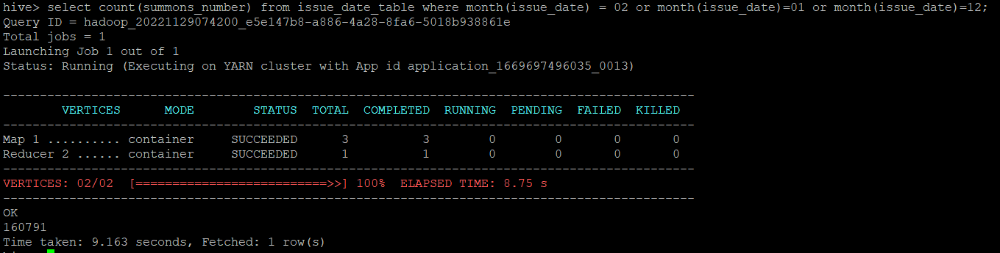 hive> select count(summons_number) from issue_date_table where month(issue_date) = 02 or month(issue_date)=01 or month(issue_date)=12;
Query ID = hadoop_20221129074200_e5e147b8-a886-4a28-8fa6-5018b938861e
Total jobs = 1
Launching Job 1 out of 1
Status: Running (Executing on YARN cluster with App id application_1669697496035_0013)
----------------------------------------------------------------------------------------------
VERTICES MODE STATUS TOTAL COMPLETED RUNNING PENDING FAILED KILLED
----------------------------------------------------------------------------------------------
Map 1 .......... container SUCCEEDED 3 3 0 0 0 0
Reducer 2 ...... container SUCCEEDED 1 1 0 0 0 0
----------------------------------------------------------------------------------------------
VERTICES: 02/02 [==========================>>] 100% ELAPSED TIME: 8.75 s
----------------------------------------------------------------------------------------------
OK
160791
Time taken: 9.163 seconds, Fetched: 1 row(s)